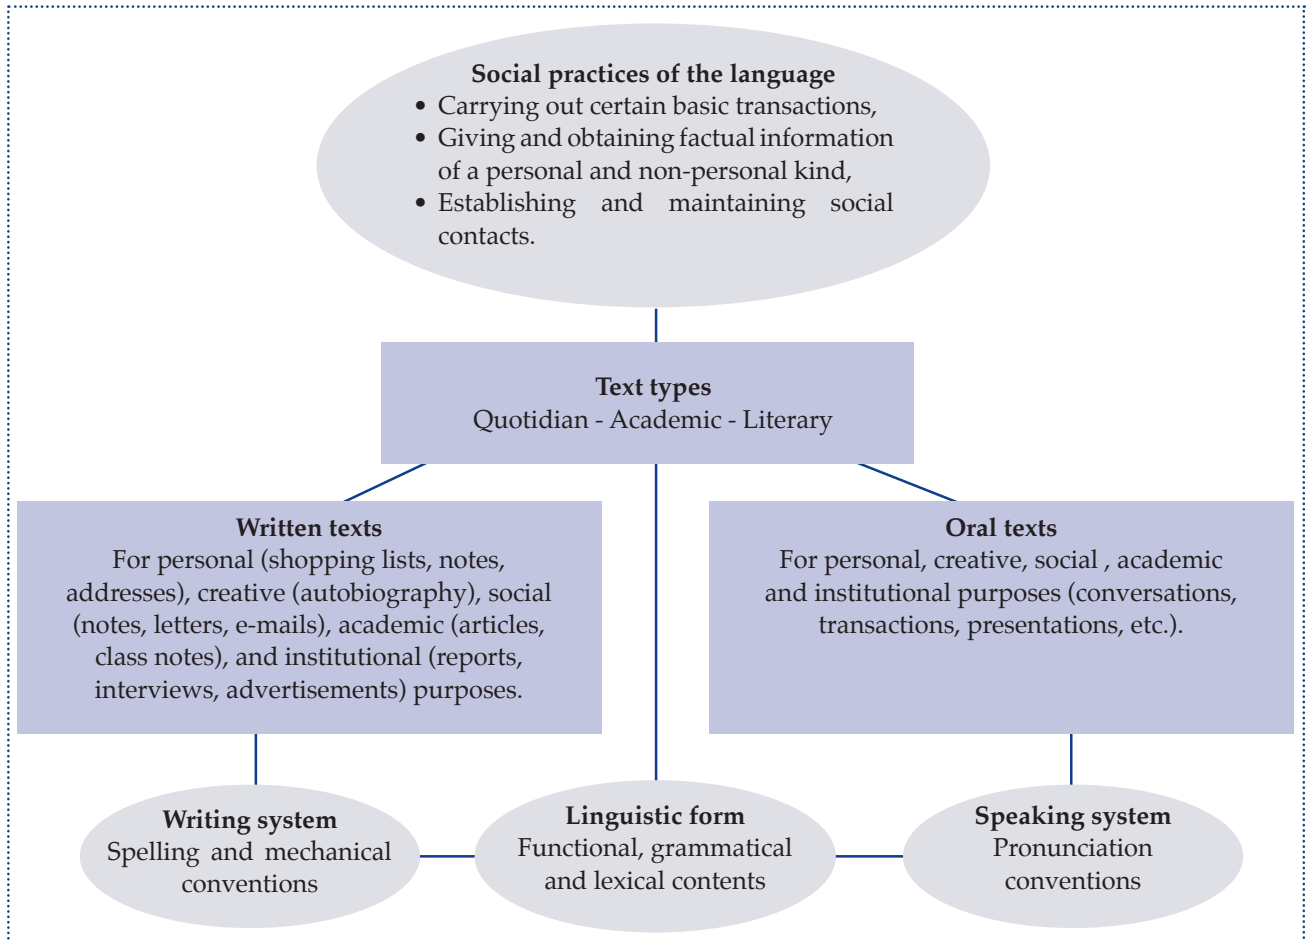 Social practices of the language
• Carrying out certain basic transactions,
• Giving and obtaining factual information
of a personal and non-personal kind,
• Establishing and maintaining social
contacts.
Text types
Quotidian - Academic - Literary
Written texts
For personal (shopping lists, notes,
addresses), creative (autobiography), social
(notes, letters, e-mails), academic (articles,
class notes), and institutional (reports,
interviews, advertisements) purposes.
Oral texts
For personal, creative, social , academic
and institutional purposes (conversations,
transactions, presentations, etc.).
Writing system
Spelling and mechanical
conventions
Linguistic form
Functional, grammatical
and lexical contents
Speaking system
Pronunciation
conventions